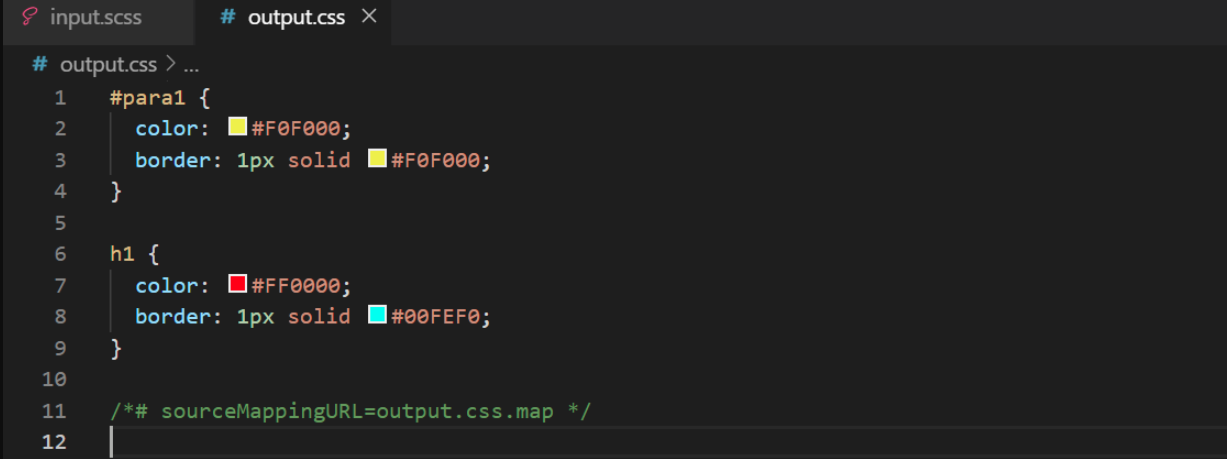 input.scss
# output.css ×
# output.css > ...
1 #para1 {
2 color: #F0F000;
3 border: 1px solid #F0F000;
4 }
5
6 h1 {
7 color: #FF0000;
8 border: 1px solid #00FEF0;
9 }
10
11 /*# sourceMappingURL=output.css.map */
12